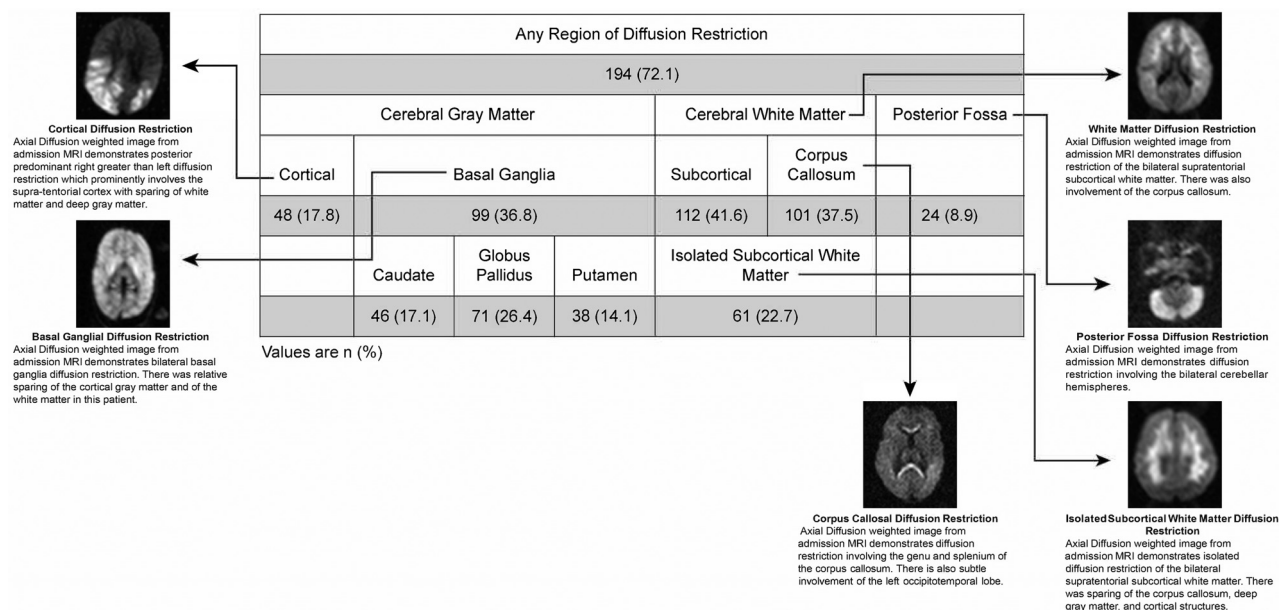 Any Region of Diffusion Restriction
194 (72.1)
Cerebral Gray Matter
Cerebral White Matter
Posterior Fossa
Cortical
Basal Ganglia
Subcortical
Corpus
Callosum
48 (17.8)
99 (36.8)
112 (41.6)
101 (37.5)
24 (8.9)
Caudate
Globus
Pallidus
Putamen
Isolated Subcortical White
Matter
46 (17.1)
71 (26.4)
38 (14.1)
61 (22.7)
Values are n (%)
Cortical Diffusion Restriction
Axial Diffusion weighted image from
admission MRI demonstrates posterior
predominant right greater than left diffusion
restriction which prominently involves the
supra-tentorial cortex with sparing of white
matter and deep gray matter.
Basal Ganglial Diffusion Restriction
Axial Diffusion weighted image from
admission MRI demonstrates bilateral basal
ganglia diffusion restriction. There was relative
sparing of the cortical gray matter and of the
white matter in this patient.
White Matter Diffusion Restriction
Axial Diffusion weighted image from
admission MRI demonstrates diffusion
restriction of the bilateral supratentorial
subcortical white matter. There was also
involvement of the corpus callosum.
Posterior Fossa Diffusion Restriction
Axial Diffusion weighted image from
admission MRI demonstrates diffusion
restriction involving the bilateral cerebellar
hemispheres.
Corpus Callosal Diffusion Restriction
Axial Diffusion weighted image from
admission MRI demonstrates diffusion
restriction involving the genu and splenium of
the corpus callosum. There is also subtle
involvement of the left occipitotemporal lobe.
Isolated Subcortical White Matter Diffusion
Restriction
Axial Diffusion weighted image from
admission MRI demonstrates isolated
diffusion restriction of the bilateral
supratentorial subcortical white matter. There
was sparing of the corpus callosum, deep
gray matter, and cortical structures.